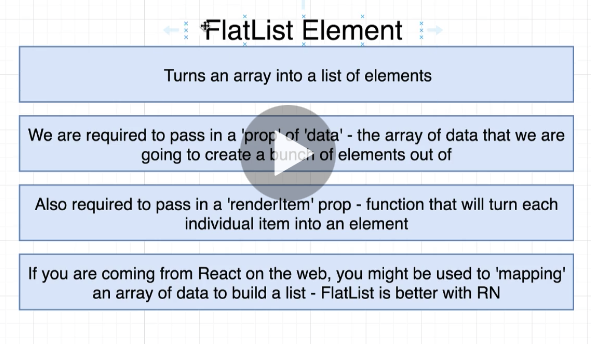 FlatList Element
Turns an array into a list of elements
We are required to pass in a 'prop' of 'data' - the array of data that we are
going to create a bunch of elements out of
Also required to pass in a 'renderItem' prop - function that will turn each
individual item into an element
If you are coming from React on the web, you might be used to 'mapping'
an array of data to build a list - FlatList is better with RN